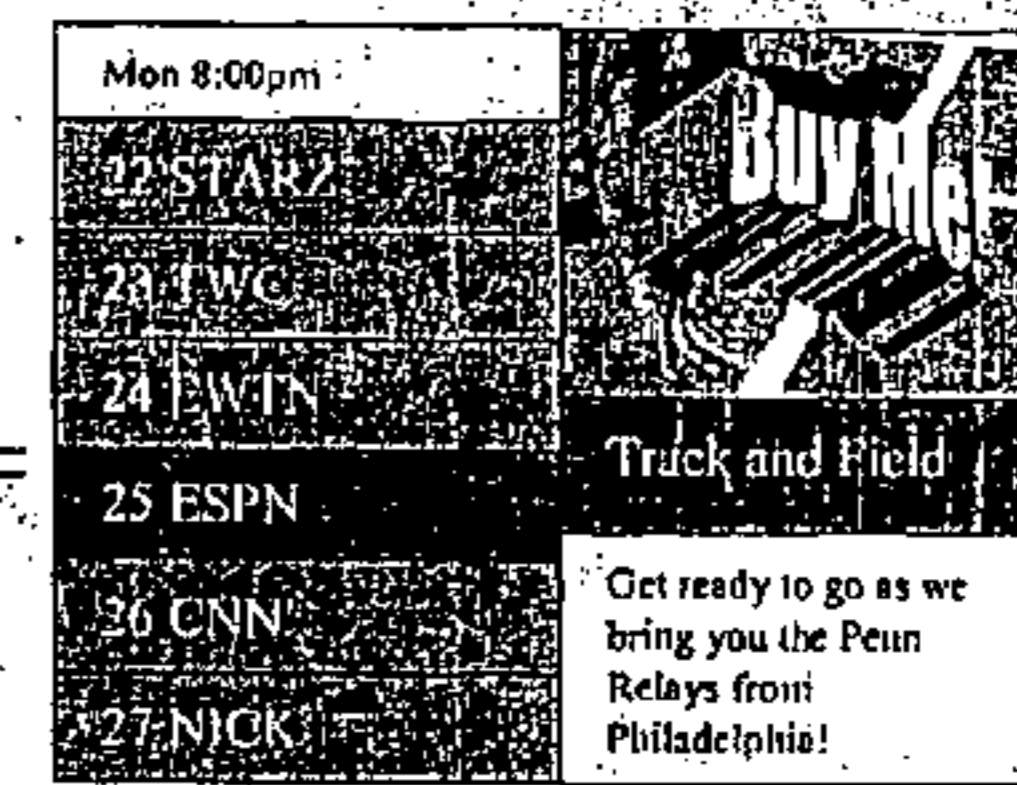 Mon 8:00pm
22 STARZ
23 TWC
24 EWTN
25 ESPN
26 CNN
27 NICK
Buy Me!
Track and Field
Get ready to go as we
bring you the Penn
Relays from
Philadelphia!